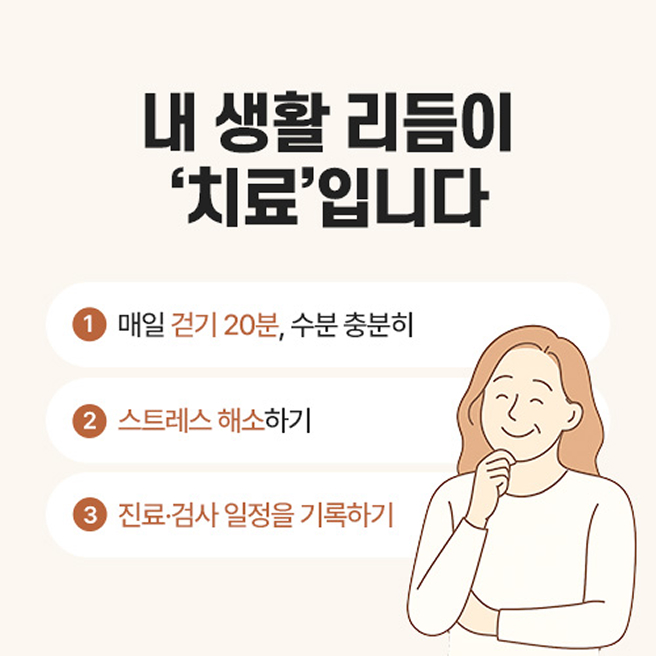 내 생활 리듬이
‘치료’입니다
1 매일 걷기 20분, 수분 충분히
2 스트레스 해소하기
3 진료·검사 일정을 기록하기